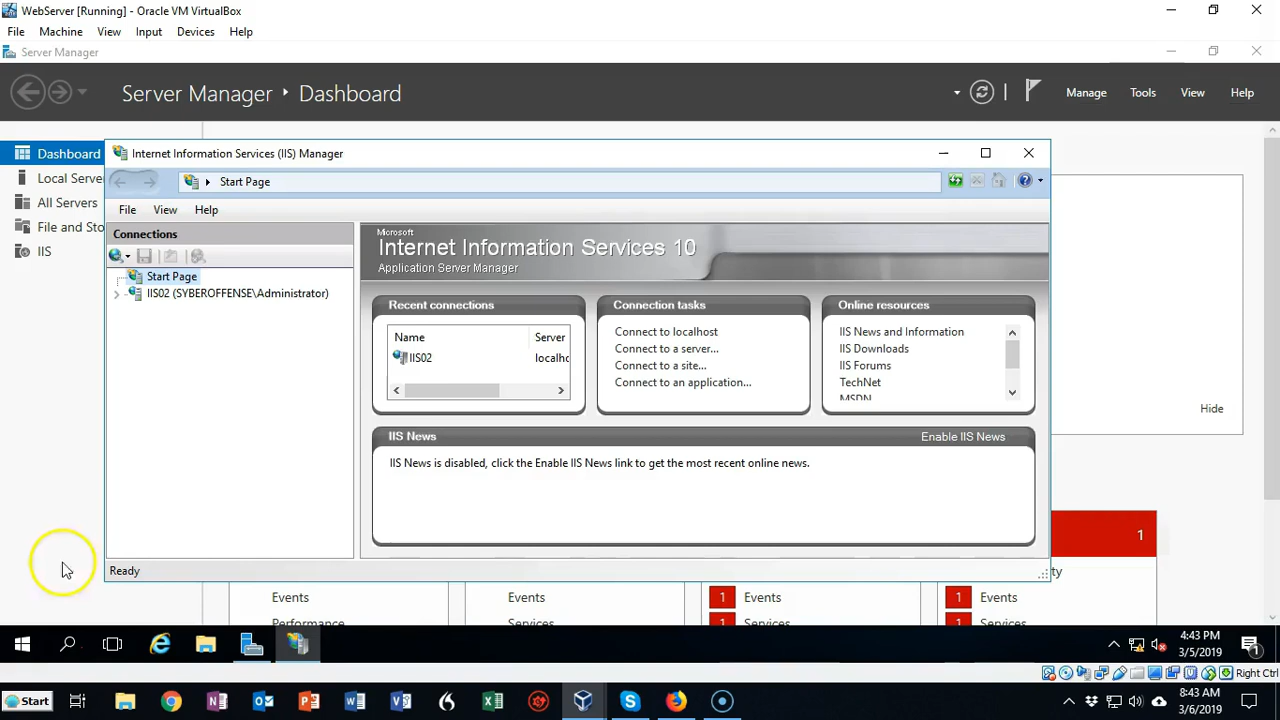 WebServer [Running] - Oracle VM VirtualBox
File Machine View Input Devices Help
Server Manager
Server Manager Dashboard
Manage Tools View Help
Dashboard
Local Serve
All Servers
File and Sto
IIS
Internet Information Services (IIS) Manager
Start Page
File View Help
Connections
Start Page
IIS02 (SYBEROFFENSE\Administrator)
Microsoft
Internet Information Services 10
Application Server Manager
Recent connections
Name Server
IIS02 localho
Connection tasks
Connect to localhost
Connect to a server...
Connect to a site...
Connect to an application...
Online resources
IIS News and Information
IIS Downloads
IIS Forums
TechNet
MSDN
IIS News Enable IIS News
IIS News is disabled, click the Enable IIS News link to get the most recent online news.
Ready
Hide
1
ty
Events Events 1 Events 1 Events
Performance Services 1 Services 1 Services
4:43 PM
3/5/2019
1
Right Ctrl
Start
8:43 AM
3/6/2019